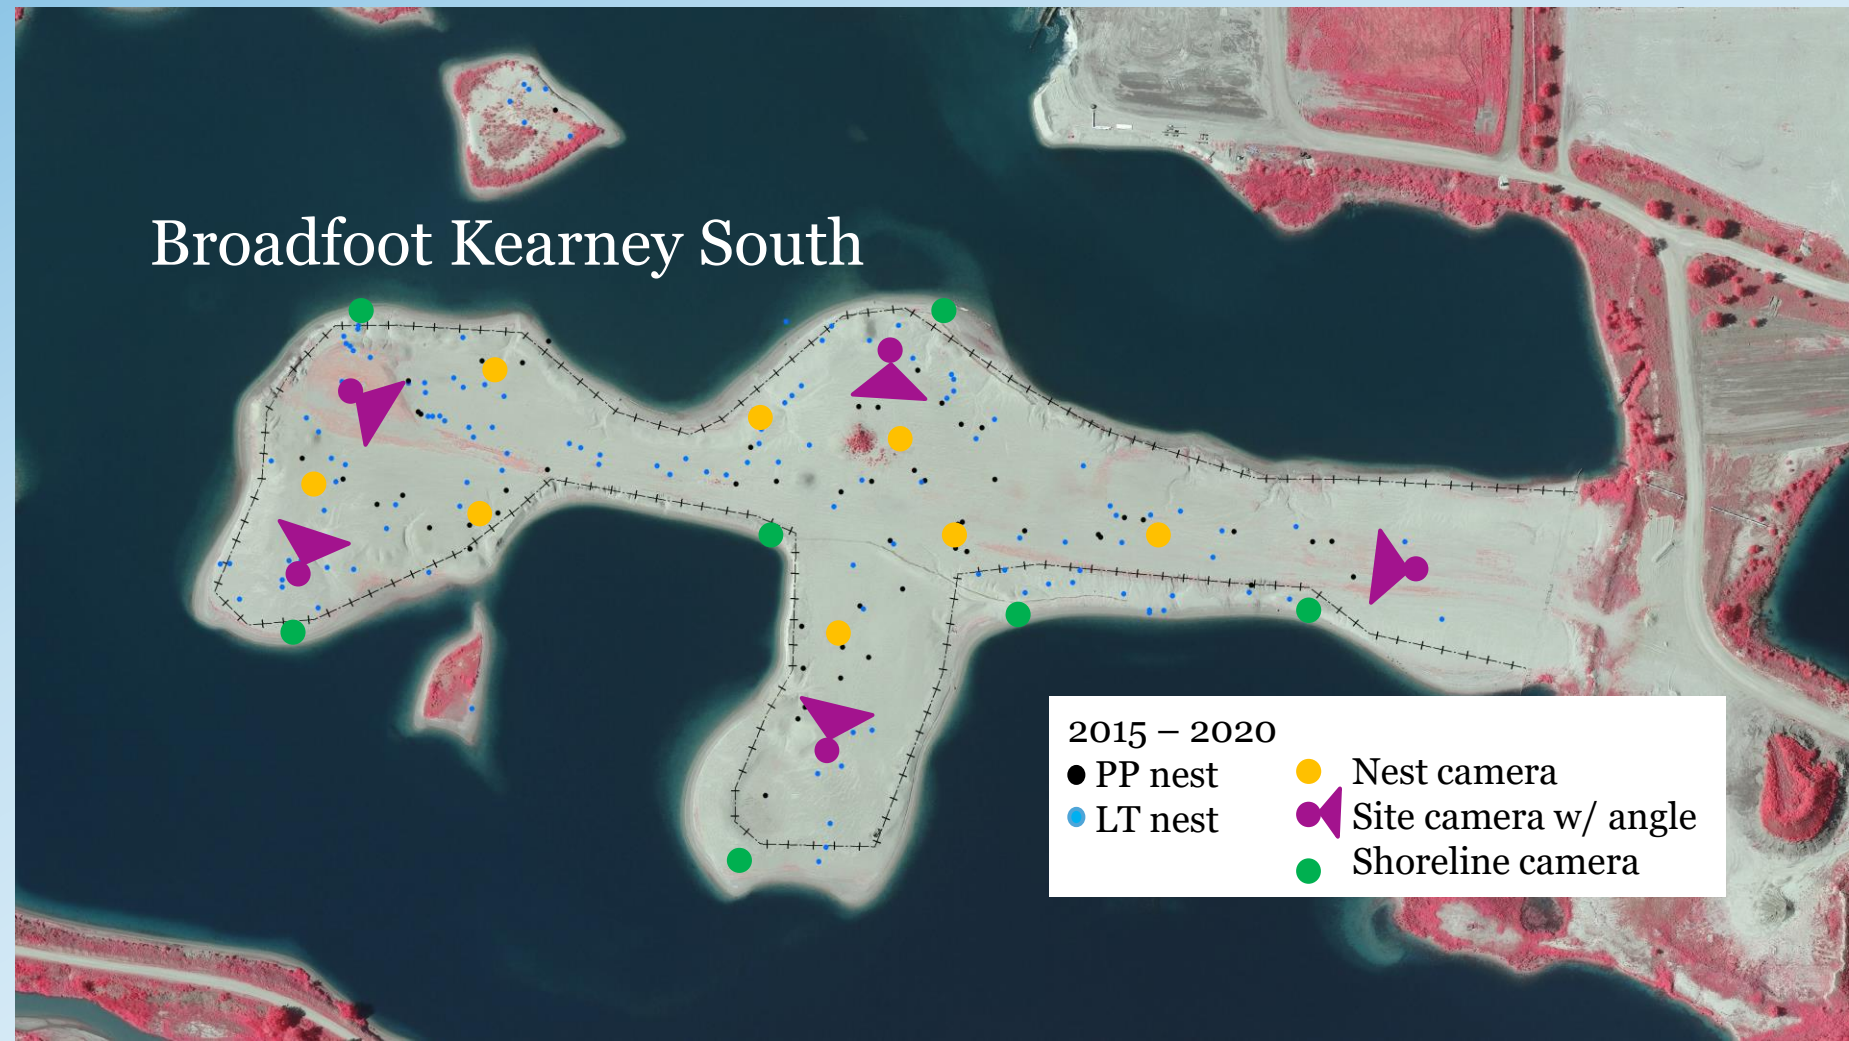 Broadfoot Kearney South
2015 – 2020
PP nest
LT nest
Nest camera
Site camera w/ angle
Shoreline camera